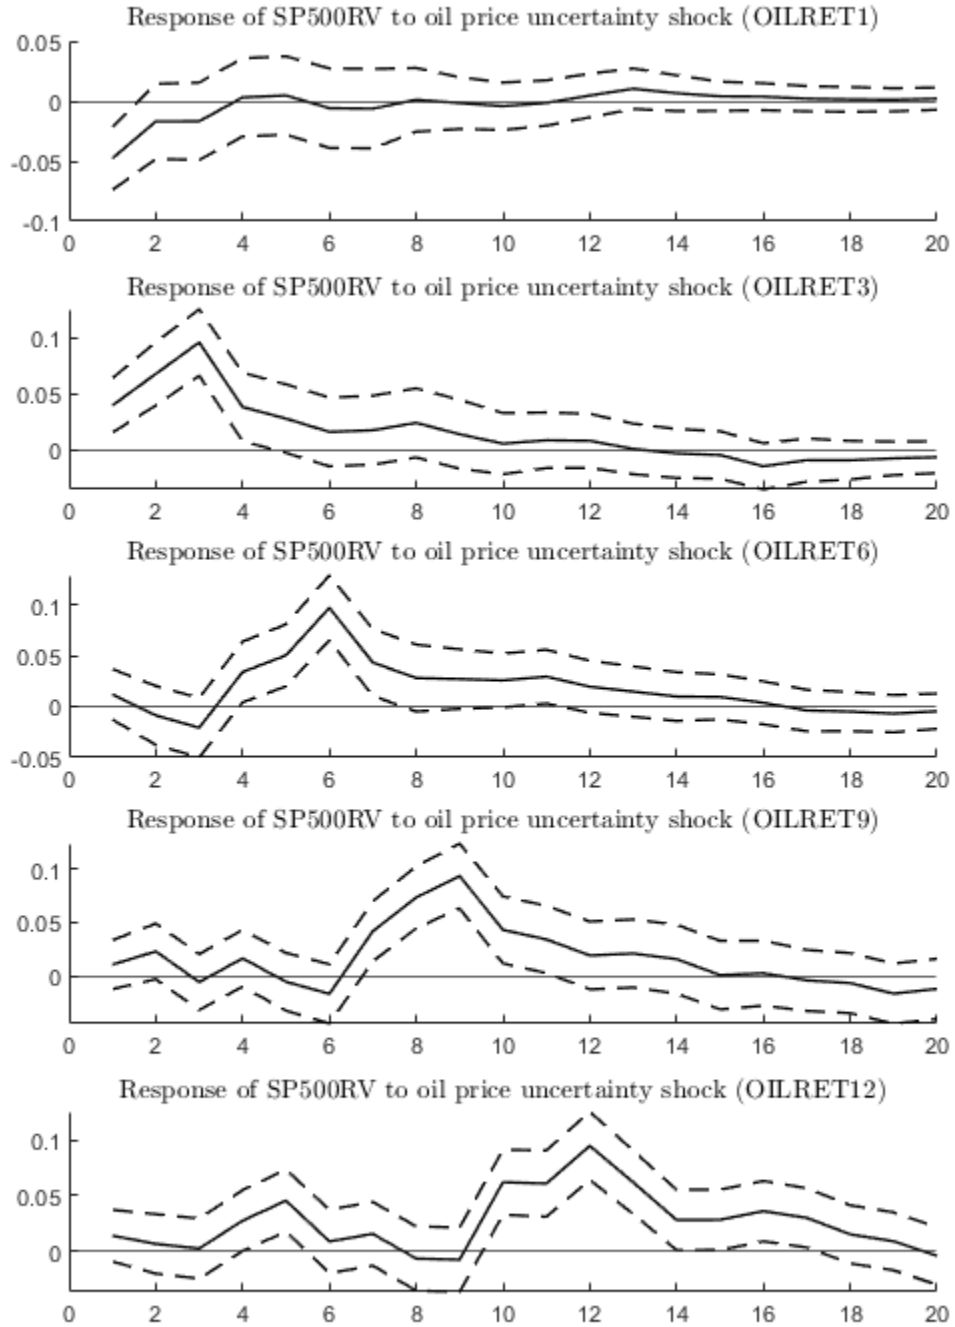 Response of SP500RV to oil price uncertainty shock (OILRET1)
0.05
0
-0.05
-0.1
0 2 4 6 8 10 12 14 16 18 20
Response of SP500RV to oil price uncertainty shock (OILRET3)
0.1
0.05
0
0 2 4 6 8 10 12 14 16 18 20
Response of SP500RV to oil price uncertainty shock (OILRET6)
0.1
0.05
0
-0.05
0 2 4 6 8 10 12 14 16 18 20
Response of SP500RV to oil price uncertainty shock (OILRET9)
0.1
0.05
0
0 2 4 6 8 10 12 14 16 18 20
Response of SP500RV to oil price uncertainty shock (OILRET12)
0.1
0.05
0
0 2 4 6 8 10 12 14 16 18 20